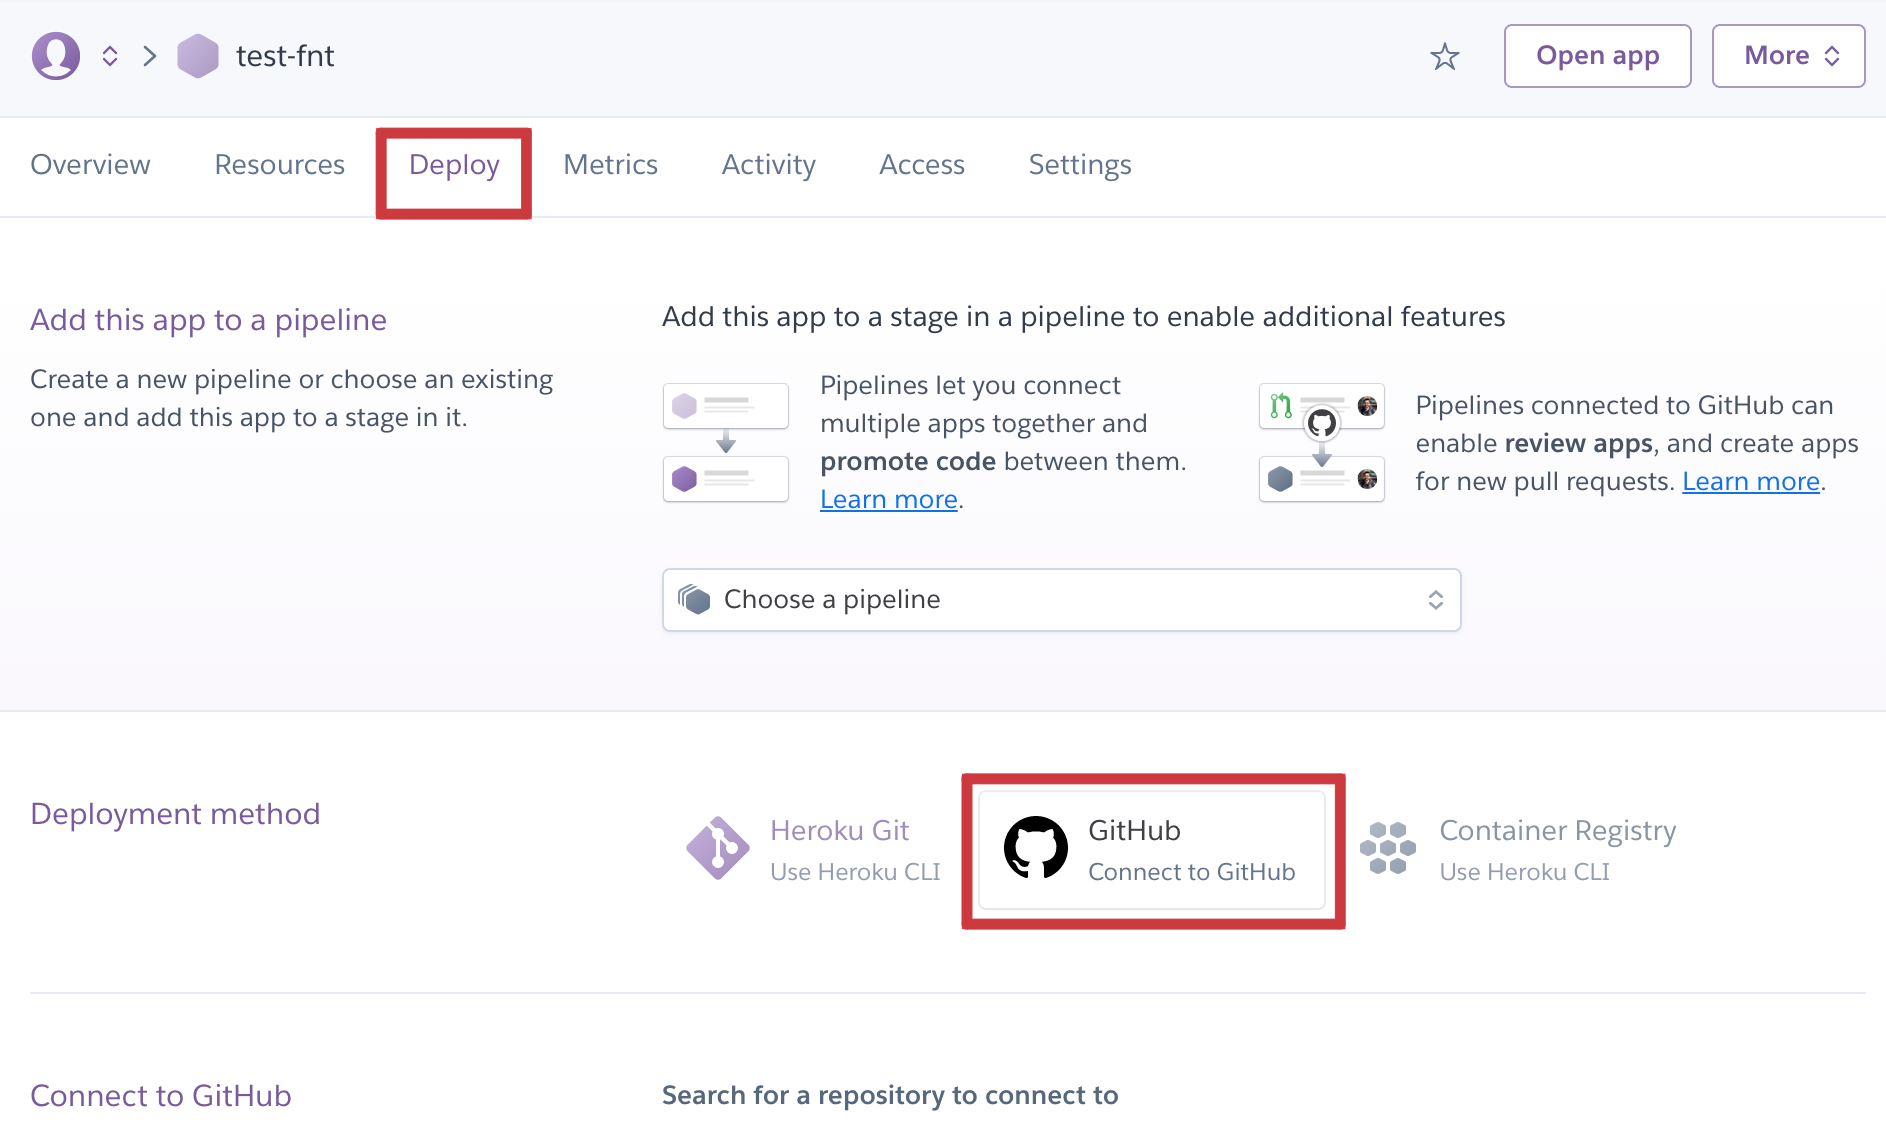 test-fnt
Open app
More
Overview
Resources
Deploy
Metrics
Activity
Access
Settings
Add this app to a pipeline
Create a new pipeline or choose an existing
one and add this app to a stage in it.
Add this app to a stage in a pipeline to enable additional features
Pipelines let you connect
multiple apps together and
promote code between them.
Learn more.
Pipelines connected to GitHub can
enable review apps, and create apps
for new pull requests. Learn more.
Choose a pipeline
Deployment method
Heroku Git
Use Heroku CLI
GitHub
Connect to GitHub
Container Registry
Use Heroku CLI
Connect to GitHub
Search for a repository to connect to